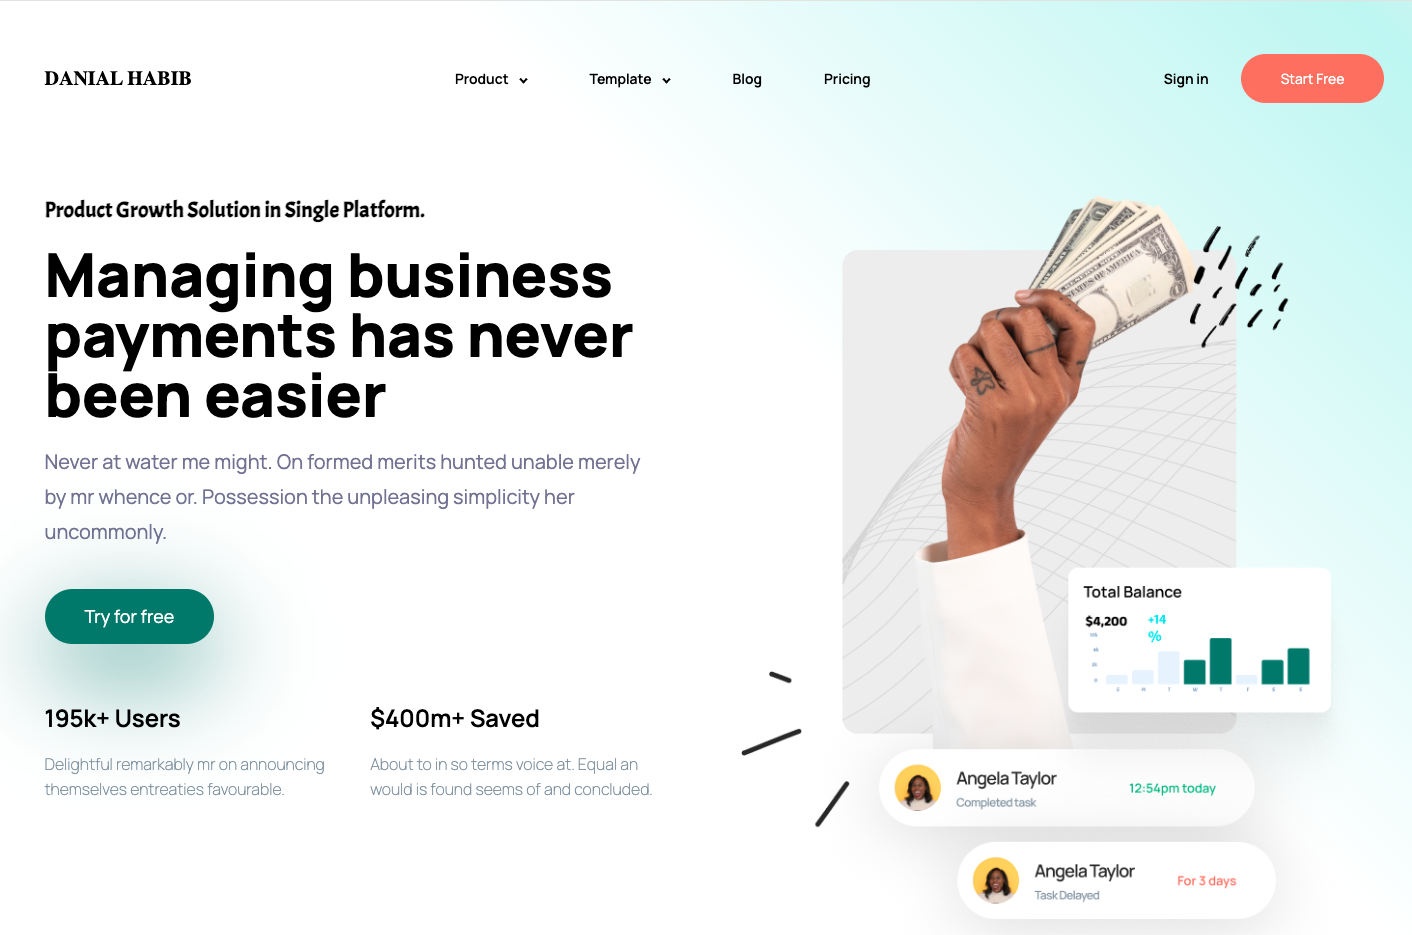 DANIAL HABIB
Product
Template
Blog
Pricing
Sign in
Start Free
Product Growth Solution in Single Platform.
Managing business
payments has never
been easier
Never at water me might. On formed merits hunted unable merely
by mr whence or. Possession the unpleasing simplicity her
uncommonly.
Try for free
195k+ Users
Delightful remarkably mr on announcing
themselves entreaties favourable.
$400m+ Saved
About to in so terms voice at. Equal an
would is found seems of and concluded.
Total Balance
$4,200
+14
%
M T W T F
Angela Taylor
Completed task
12:54pm today
Angela Taylor
Task Delayed
For 3 days